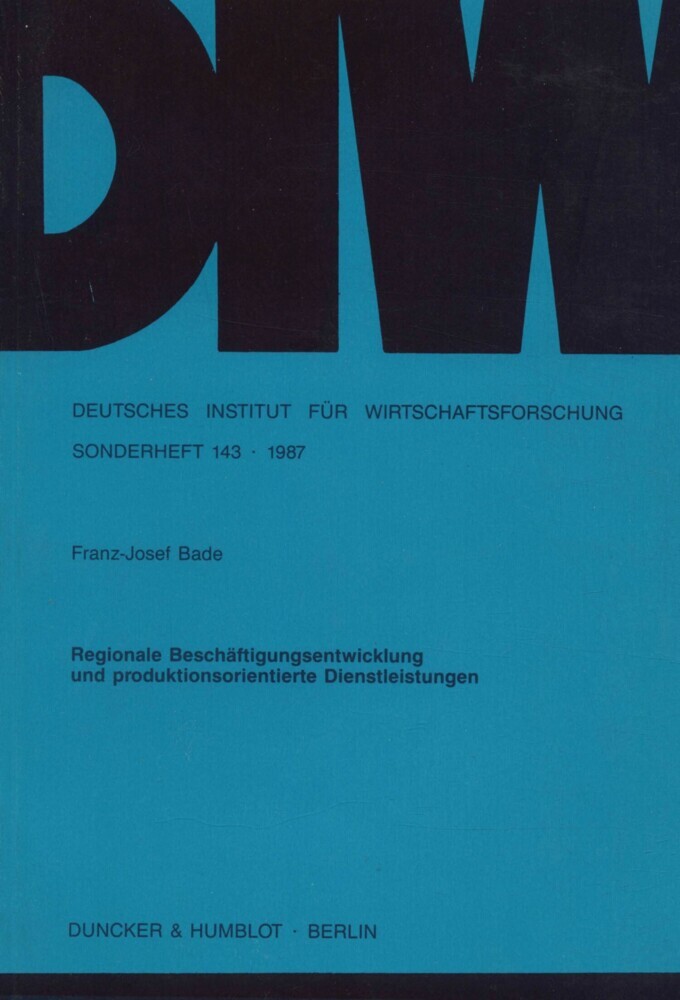 DIW
DEUTSCHES INSTITUT FÜR WIRTSCHAFTSFORSCHUNG
SONDERHEFT 143 · 1987
Franz-Josef Bade
Regionale Beschäftigungsentwicklung
und produktionsorientierte Dienstleistungen
DUNCKER & HUMBLOT · BERLIN